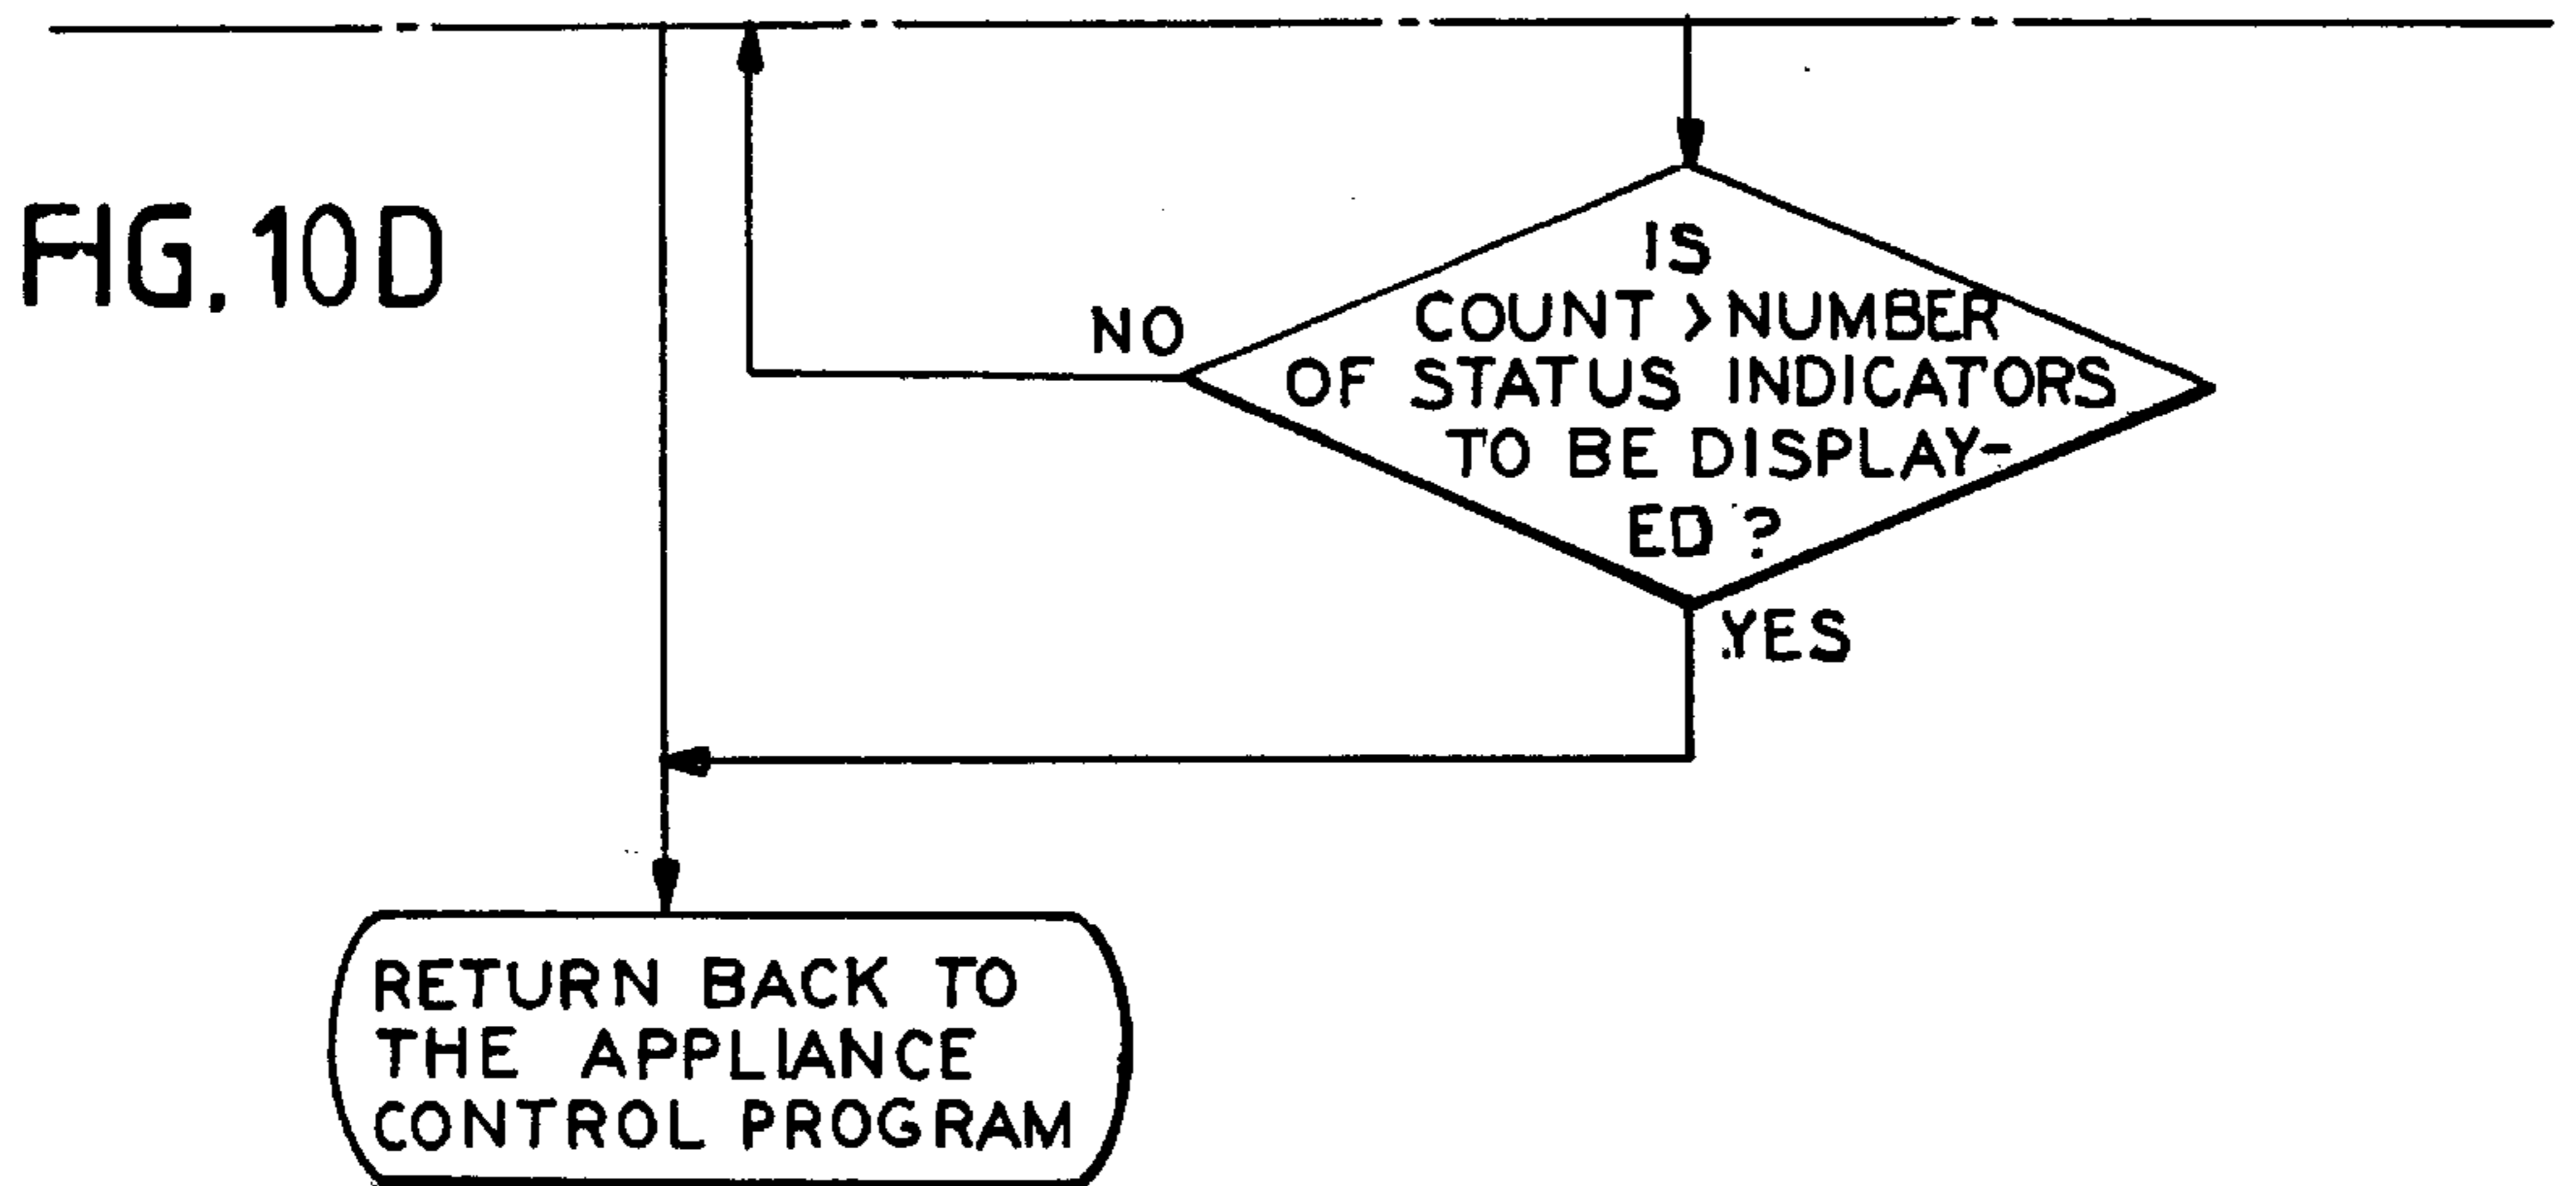 FIG. 10D
IS
COUNT > NUMBER
OF STATUS INDICATORS
TO BE DISPLAY-
ED ?
NO
YES
RETURN BACK TO
THE APPLIANCE
CONTROL PROGRAM